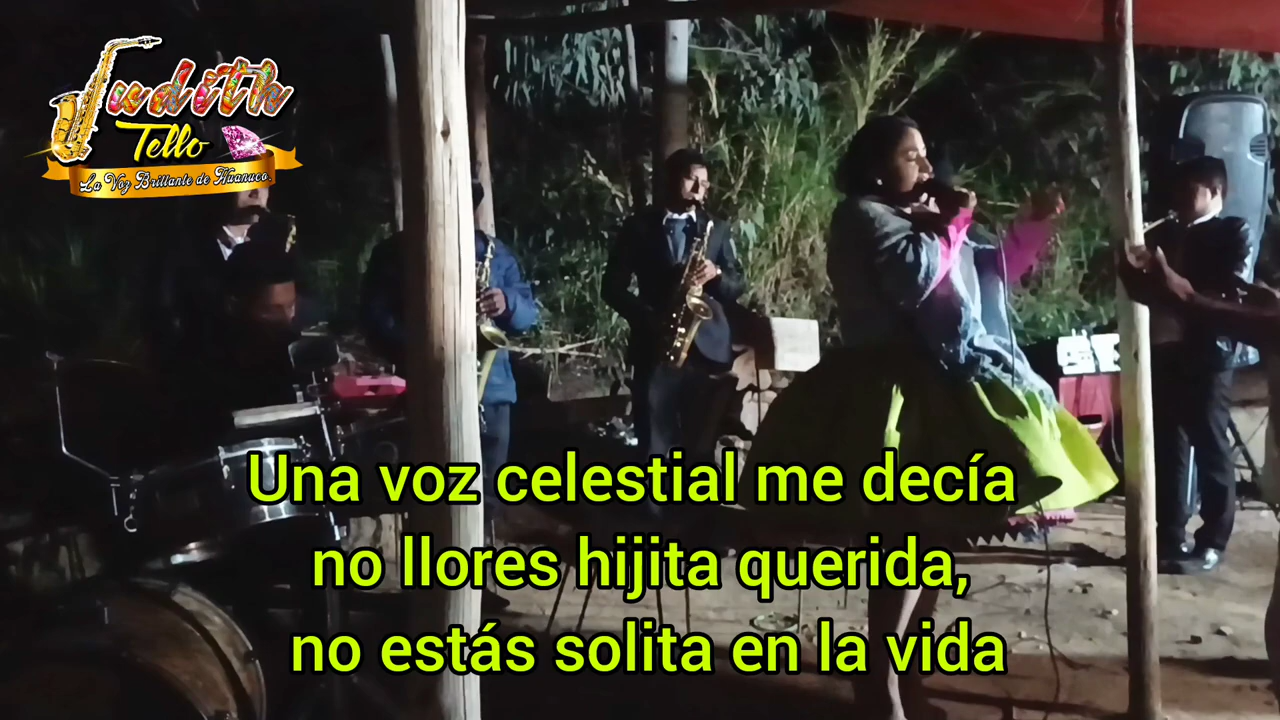 Judith
Tello
La Voz Brillante de Huanuco.
Una voz celestial me decía
no llores hijita querida,
no estás solita en la vida